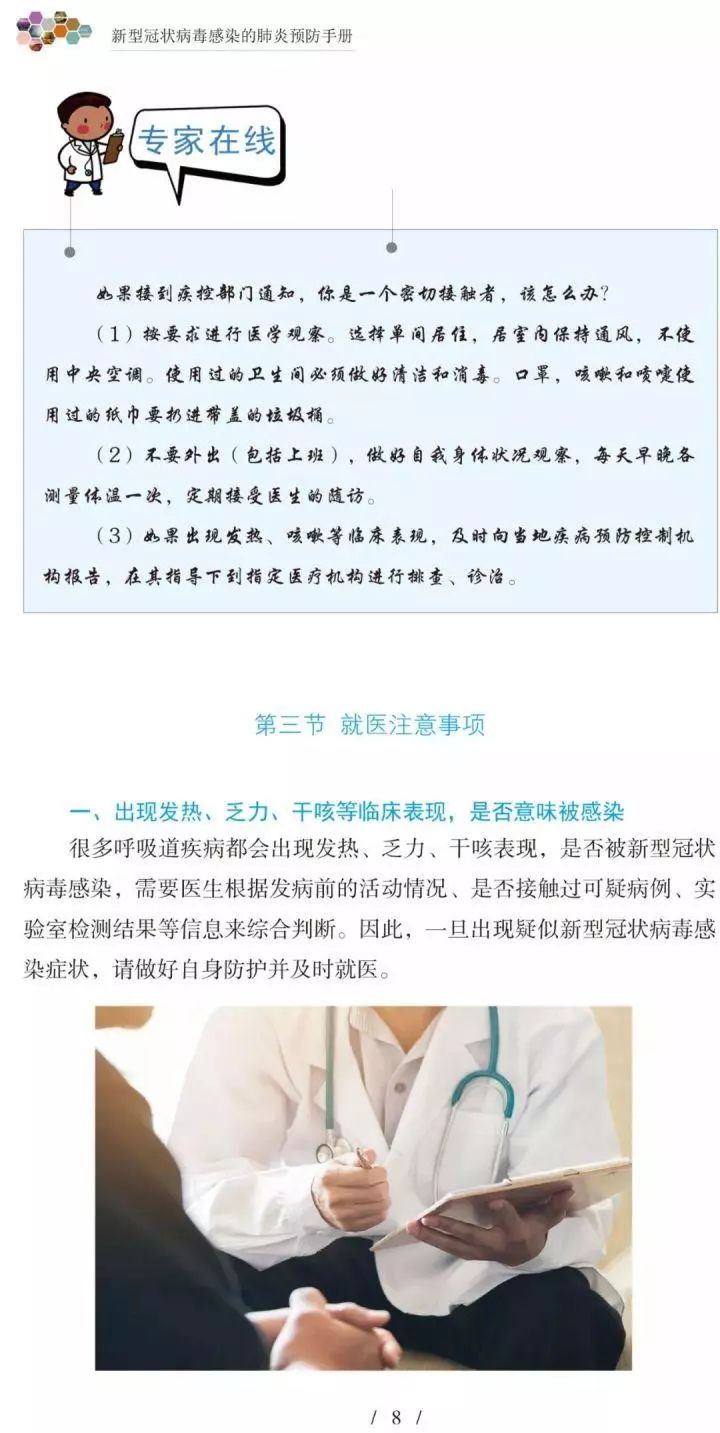 新型冠状病毒感染的肺炎预防手册
专家在线
如果接到疾控部门通知，你是一个密切接触者，该怎么办？
（1）按要求进行医学观察。选择单间居住，居室内保持通风，不使
用中央空调。使用过的卫生间必须做好清洁和消毒。口罩，咳嗽和喷嚏使
用过的纸巾要扔进带盖的垃圾桶。
（2）不要外出（包括上班），做好自我身体状况观察，每天早晚各
测量体温一次，定期接受医生的随访。
（3）如果出现发热、咳嗽等临床表现，及时向当地疾病预防控制机
构报告，在其指导下到指定医疗机构进行排查、诊治。
第三节 就医注意事项
一、出现发热、乏力、干咳等临床表现，是否意味被感染
很多呼吸道疾病都会出现发热、乏力、干咳表现，是否被新型冠状
病毒感染，需要医生根据发病前的活动情况、是否接触过可疑病例、实
验室检测结果等信息来综合判断。因此，一旦出现疑似新型冠状病毒感
染症状，请做好自身防护并及时就医。
/ 8 /